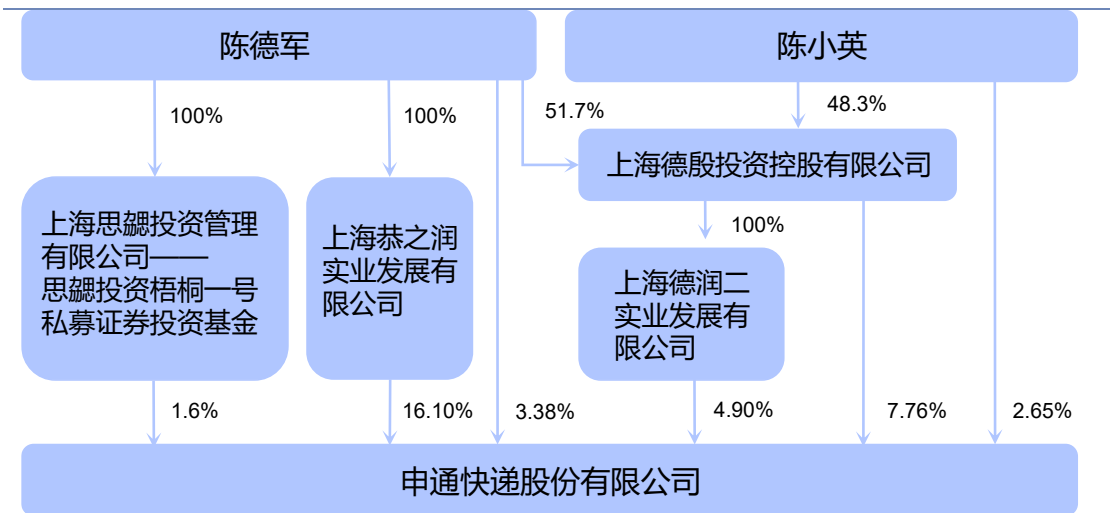 陈德军
陈小英
100%
100%
51.7%
48.3%
上海德殷投资控股有限公司
上海思勰投资管理
有限公司——
思勰投资梧桐一号
私募证券投资基金
上海恭之润
实业发展有
限公司
100%
上海德润二
实业发展有
限公司
1.6%
16.10%
3.38%
4.90%
7.76%
2.65%
申通快递股份有限公司